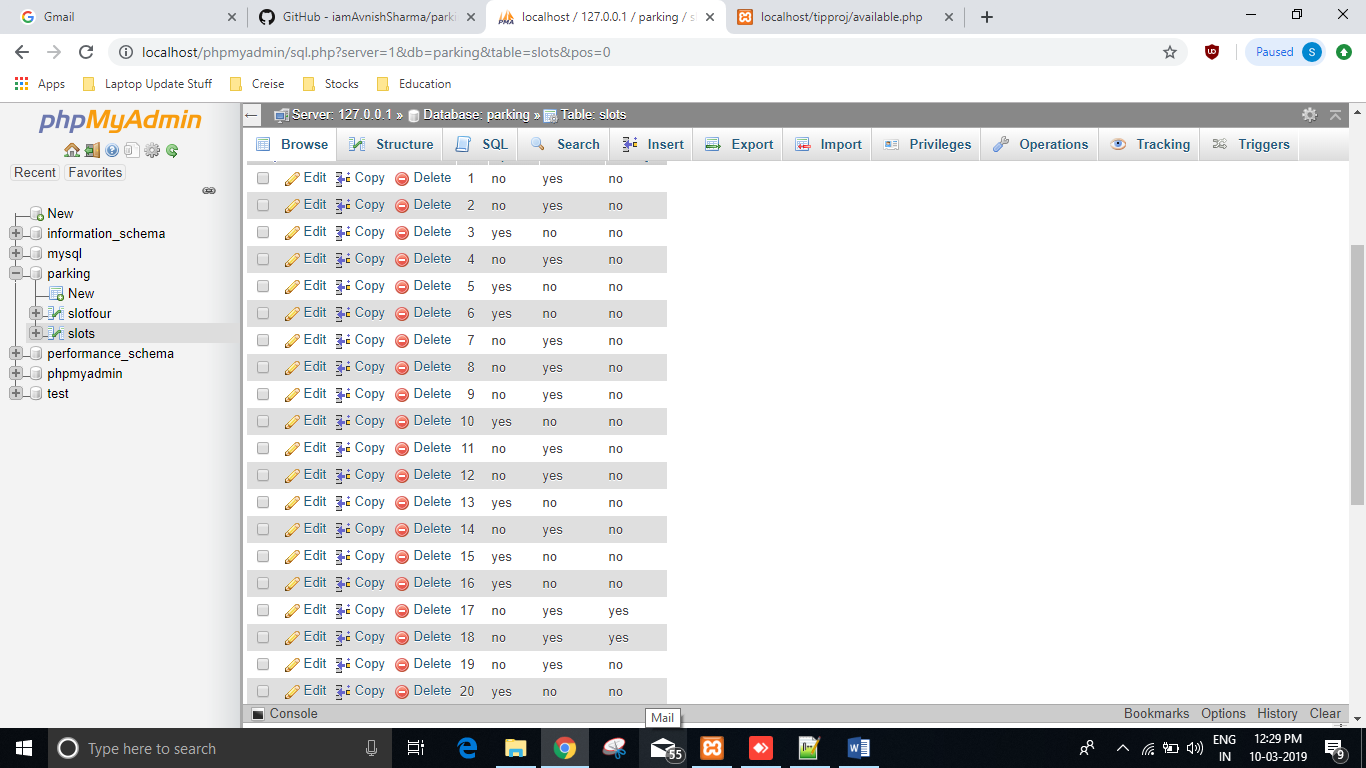 Gmail
GitHub - iamAvnishSharma/parki
localhost / 127.0.0.1 / parking / sl
localhost/tipproj/available.php
localhost/phpmyadmin/sql.php?server=1&db=parking&table=slots&pos=0
Paused S
Apps Laptop Update Stuff Creise Stocks Education
phpMyAdmin
Recent Favorites
New
information_schema
mysql
parking
New
slotfour
slots
performance_schema
phpmyadmin
test
Server: 127.0.0.1 » Database: parking » Table: slots
Browse Structure SQL Search Insert Export Import Privileges Operations Tracking Triggers
Edit Copy Delete 1 no yes no
Edit Copy Delete 2 no yes no
Edit Copy Delete 3 yes no no
Edit Copy Delete 4 no yes no
Edit Copy Delete 5 yes no no
Edit Copy Delete 6 yes no no
Edit Copy Delete 7 no yes no
Edit Copy Delete 8 no yes no
Edit Copy Delete 9 no yes no
Edit Copy Delete 10 yes no no
Edit Copy Delete 11 no yes no
Edit Copy Delete 12 no yes no
Edit Copy Delete 13 yes no no
Edit Copy Delete 14 no yes no
Edit Copy Delete 15 yes no no
Edit Copy Delete 16 yes no no
Edit Copy Delete 17 no yes yes
Edit Copy Delete 18 no yes yes
Edit Copy Delete 19 no yes no
Edit Copy Delete 20 yes no no
Console Bookmarks Options History Clear
Mail
Type here to search
55
ENG
IN
12:29 PM
10-03-2019
9